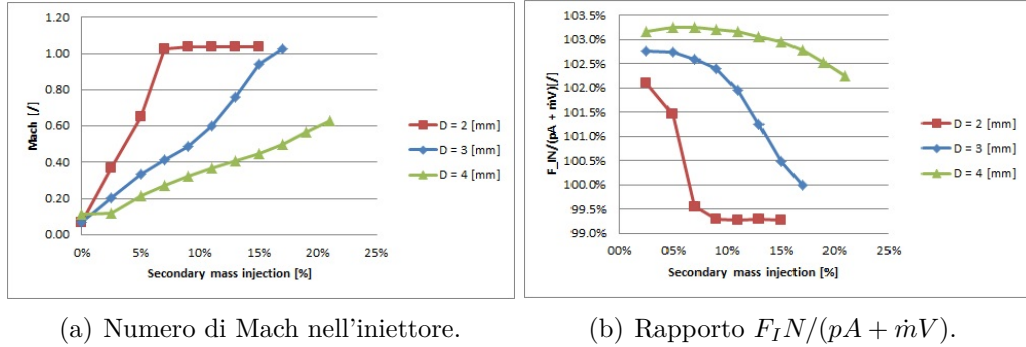 1.20
1.00
0.80
0.60
0.40
0.20
0.00
Mach [/]
0%
5%
10%
15%
20%
25%
Secondary mass injection [%]
D = 2 [mm]
D = 3 [mm]
D = 4 [mm]
(a) Numero di Mach nell'iniettore.
103.5%
103.0%
102.5%
102.0%
101.5%
101.0%
100.5%
100.0%
99.5%
99.0%
F_IN/(pA + ṁV)[/]
00%
05%
10%
15%
20%
25%
Secondary mass injection [%]
D = 2 [mm]
D = 3 [mm]
D = 4 [mm]
(b) Rapporto F_IN/(pA + ṁV).